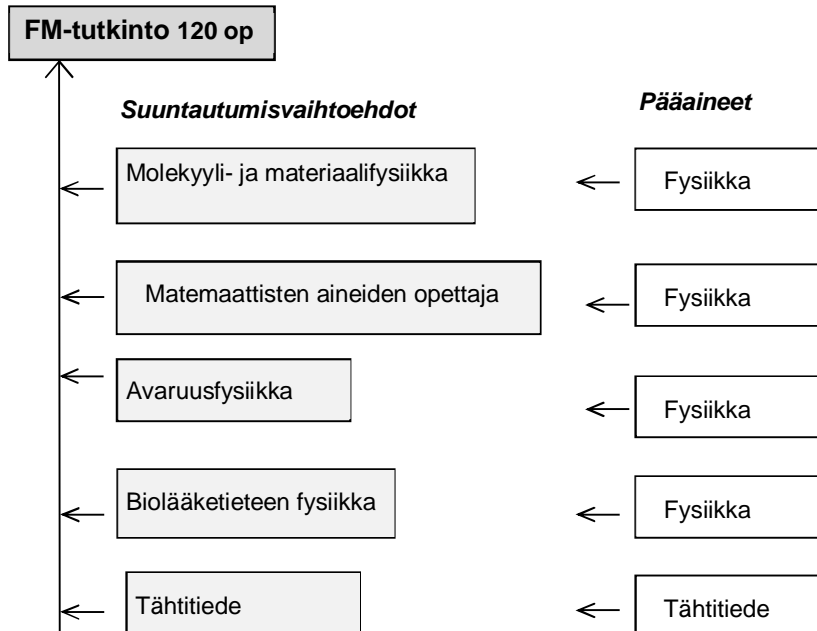 FM-tutkinto 120 op
Suuntautumisvaihtoehdot
Pääaineet
Molekyyli- ja materiaalifysiikka
Fysiikka
Matemaattisten aineiden opettaja
Fysiikka
Avaruusfysiikka
Fysiikka
Biolääketieteen fysiikka
Fysiikka
Tähtitiede
Tähtitiede